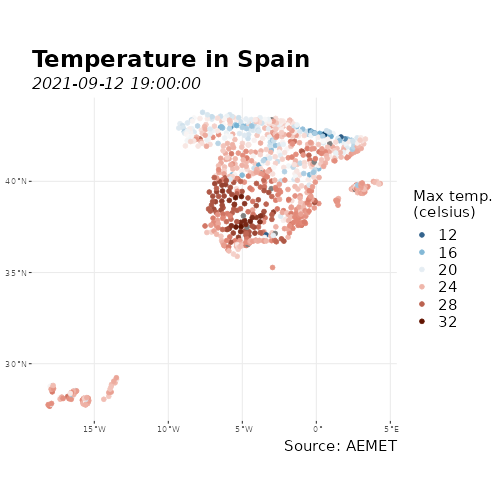 Temperature in Spain
2021-09-12 19:00:00
40°N
35°N
30°N
15°W
10°W
5°W
0°
5°E
Max temp.
(celsius)
12
16
20
24
28
32
Source: AEMET